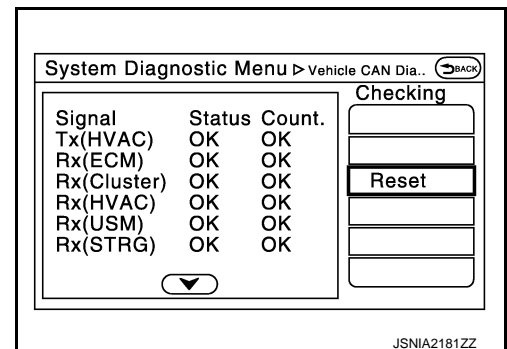 System Diagnostic Menu ▷ Vehicle CAN Dia.. BACK
Checking
Signal Status Count.
Tx(HVAC) OK OK
Rx(ECM) OK OK
Rx(Cluster) OK OK
Rx(HVAC) OK OK
Rx(USM) OK OK
Rx(STRG) OK OK
Reset
JSNIA2181ZZ